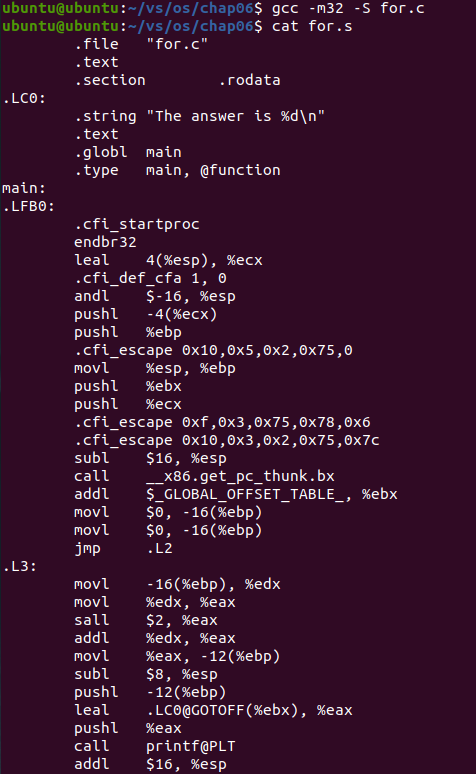 ubuntu@ubuntu:~/vs/os/chap06$ gcc -m32 -S for.c
ubuntu@ubuntu:~/vs/os/chap06$ cat for.s
        .file   "for.c"
        .text
        .section        .rodata
.LC0:
        .string "The answer is %d\n"
        .text
        .globl  main
        .type   main, @function
main:
.LFB0:
        .cfi_startproc
        endbr32
        leal    4(%esp), %ecx
        .cfi_def_cfa 1, 0
        andl    $-16, %esp
        pushl   -4(%ecx)
        pushl   %ebp
        .cfi_escape 0x10,0x5,0x2,0x75,0
        movl    %esp, %ebp
        pushl   %ebx
        pushl   %ecx
        .cfi_escape 0xf,0x3,0x75,0x78,0x6
        .cfi_escape 0x10,0x3,0x2,0x75,0x7c
        subl    $16, %esp
        call    __x86.get_pc_thunk.bx
        addl    $_GLOBAL_OFFSET_TABLE_, %ebx
        movl    $0, -16(%ebp)
        movl    $0, -16(%ebp)
        jmp     .L2
.L3:
        movl    -16(%ebp), %edx
        movl    %edx, %eax
        sall    $2, %eax
        addl    %edx, %eax
        movl    %eax, -12(%ebp)
        subl    $8, %esp
        pushl   -12(%ebp)
        leal    .LC0@GOTOFF(%ebx), %eax
        pushl   %eax
        call    printf@PLT
        addl    $16, %esp